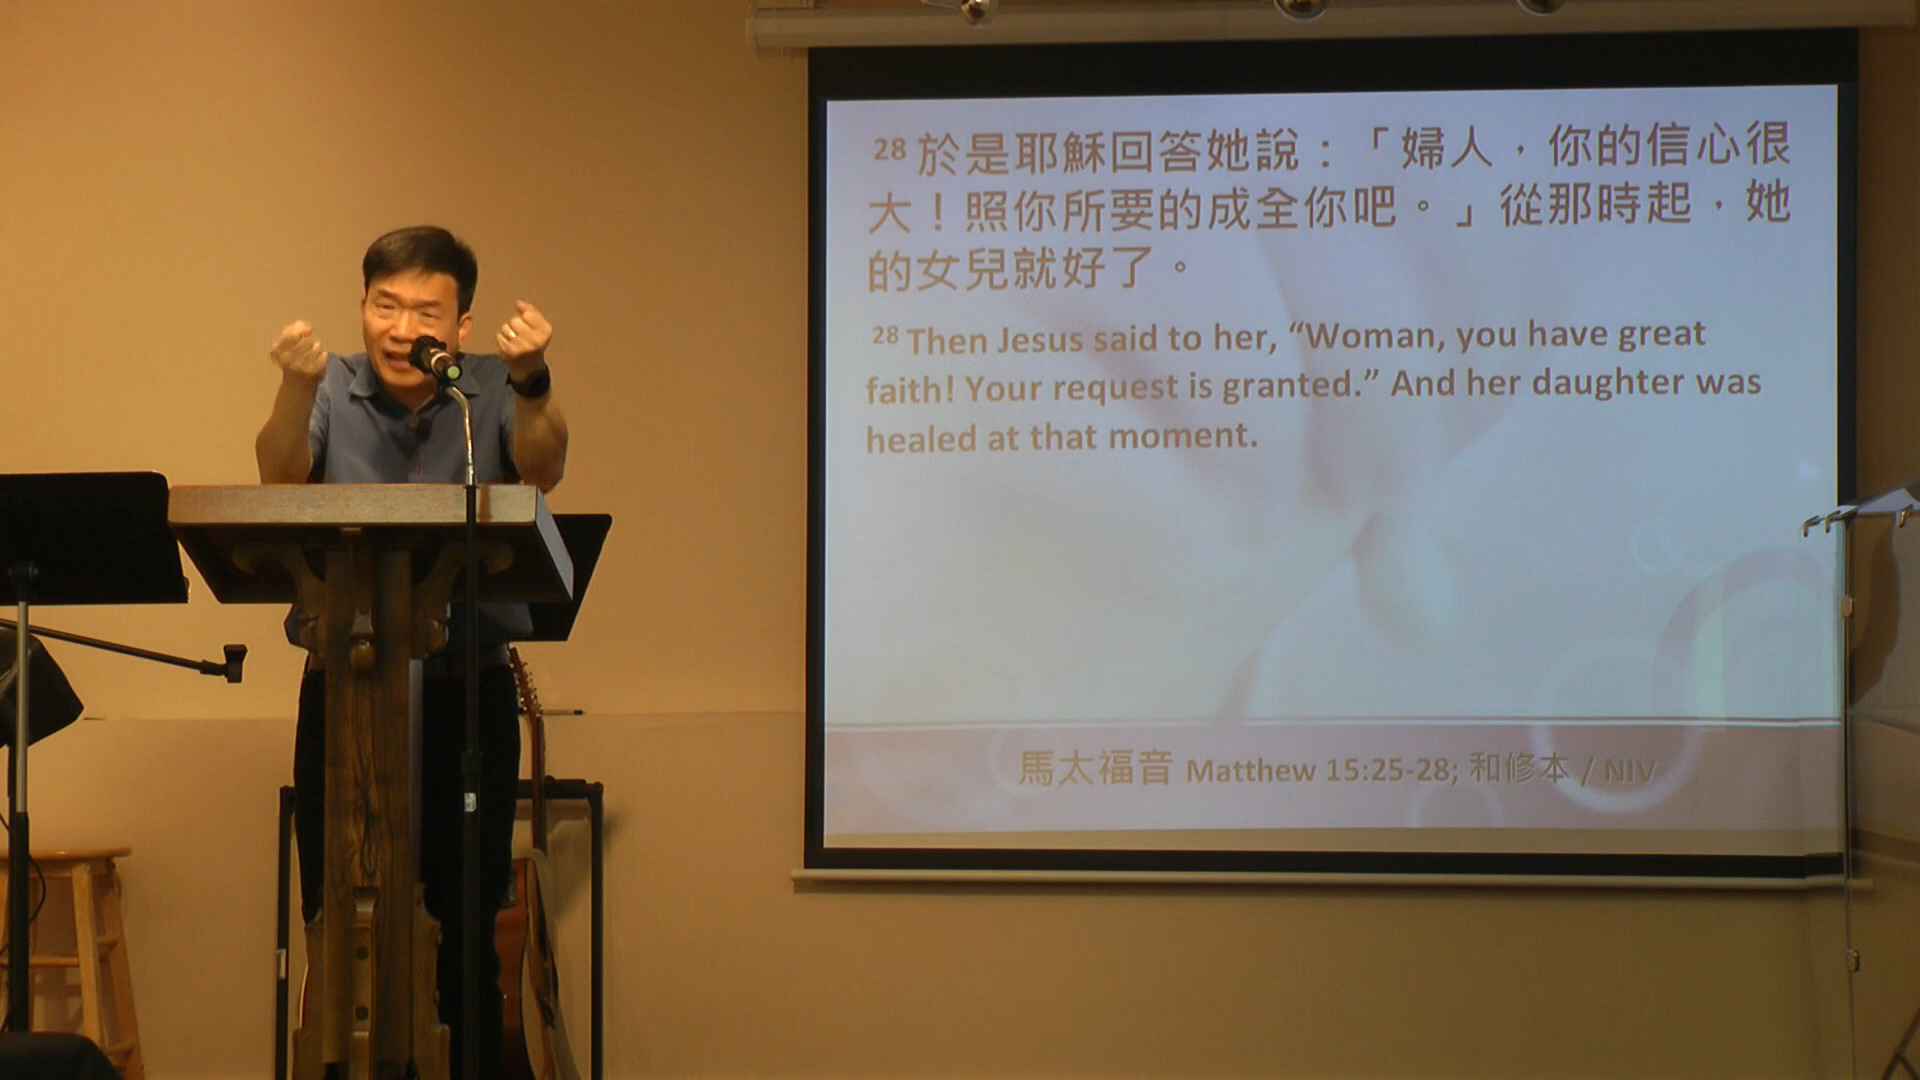 28 於是耶穌回答她說：「婦人，你的信心很
大！照你所要的成全你吧。」從那時起，她
的女兒就好了。
28 Then Jesus said to her, “Woman, you have great
faith! Your request is granted.” And her daughter was
healed at that moment.
馬太福音 Matthew 15:25-28; 和修本 / NIV